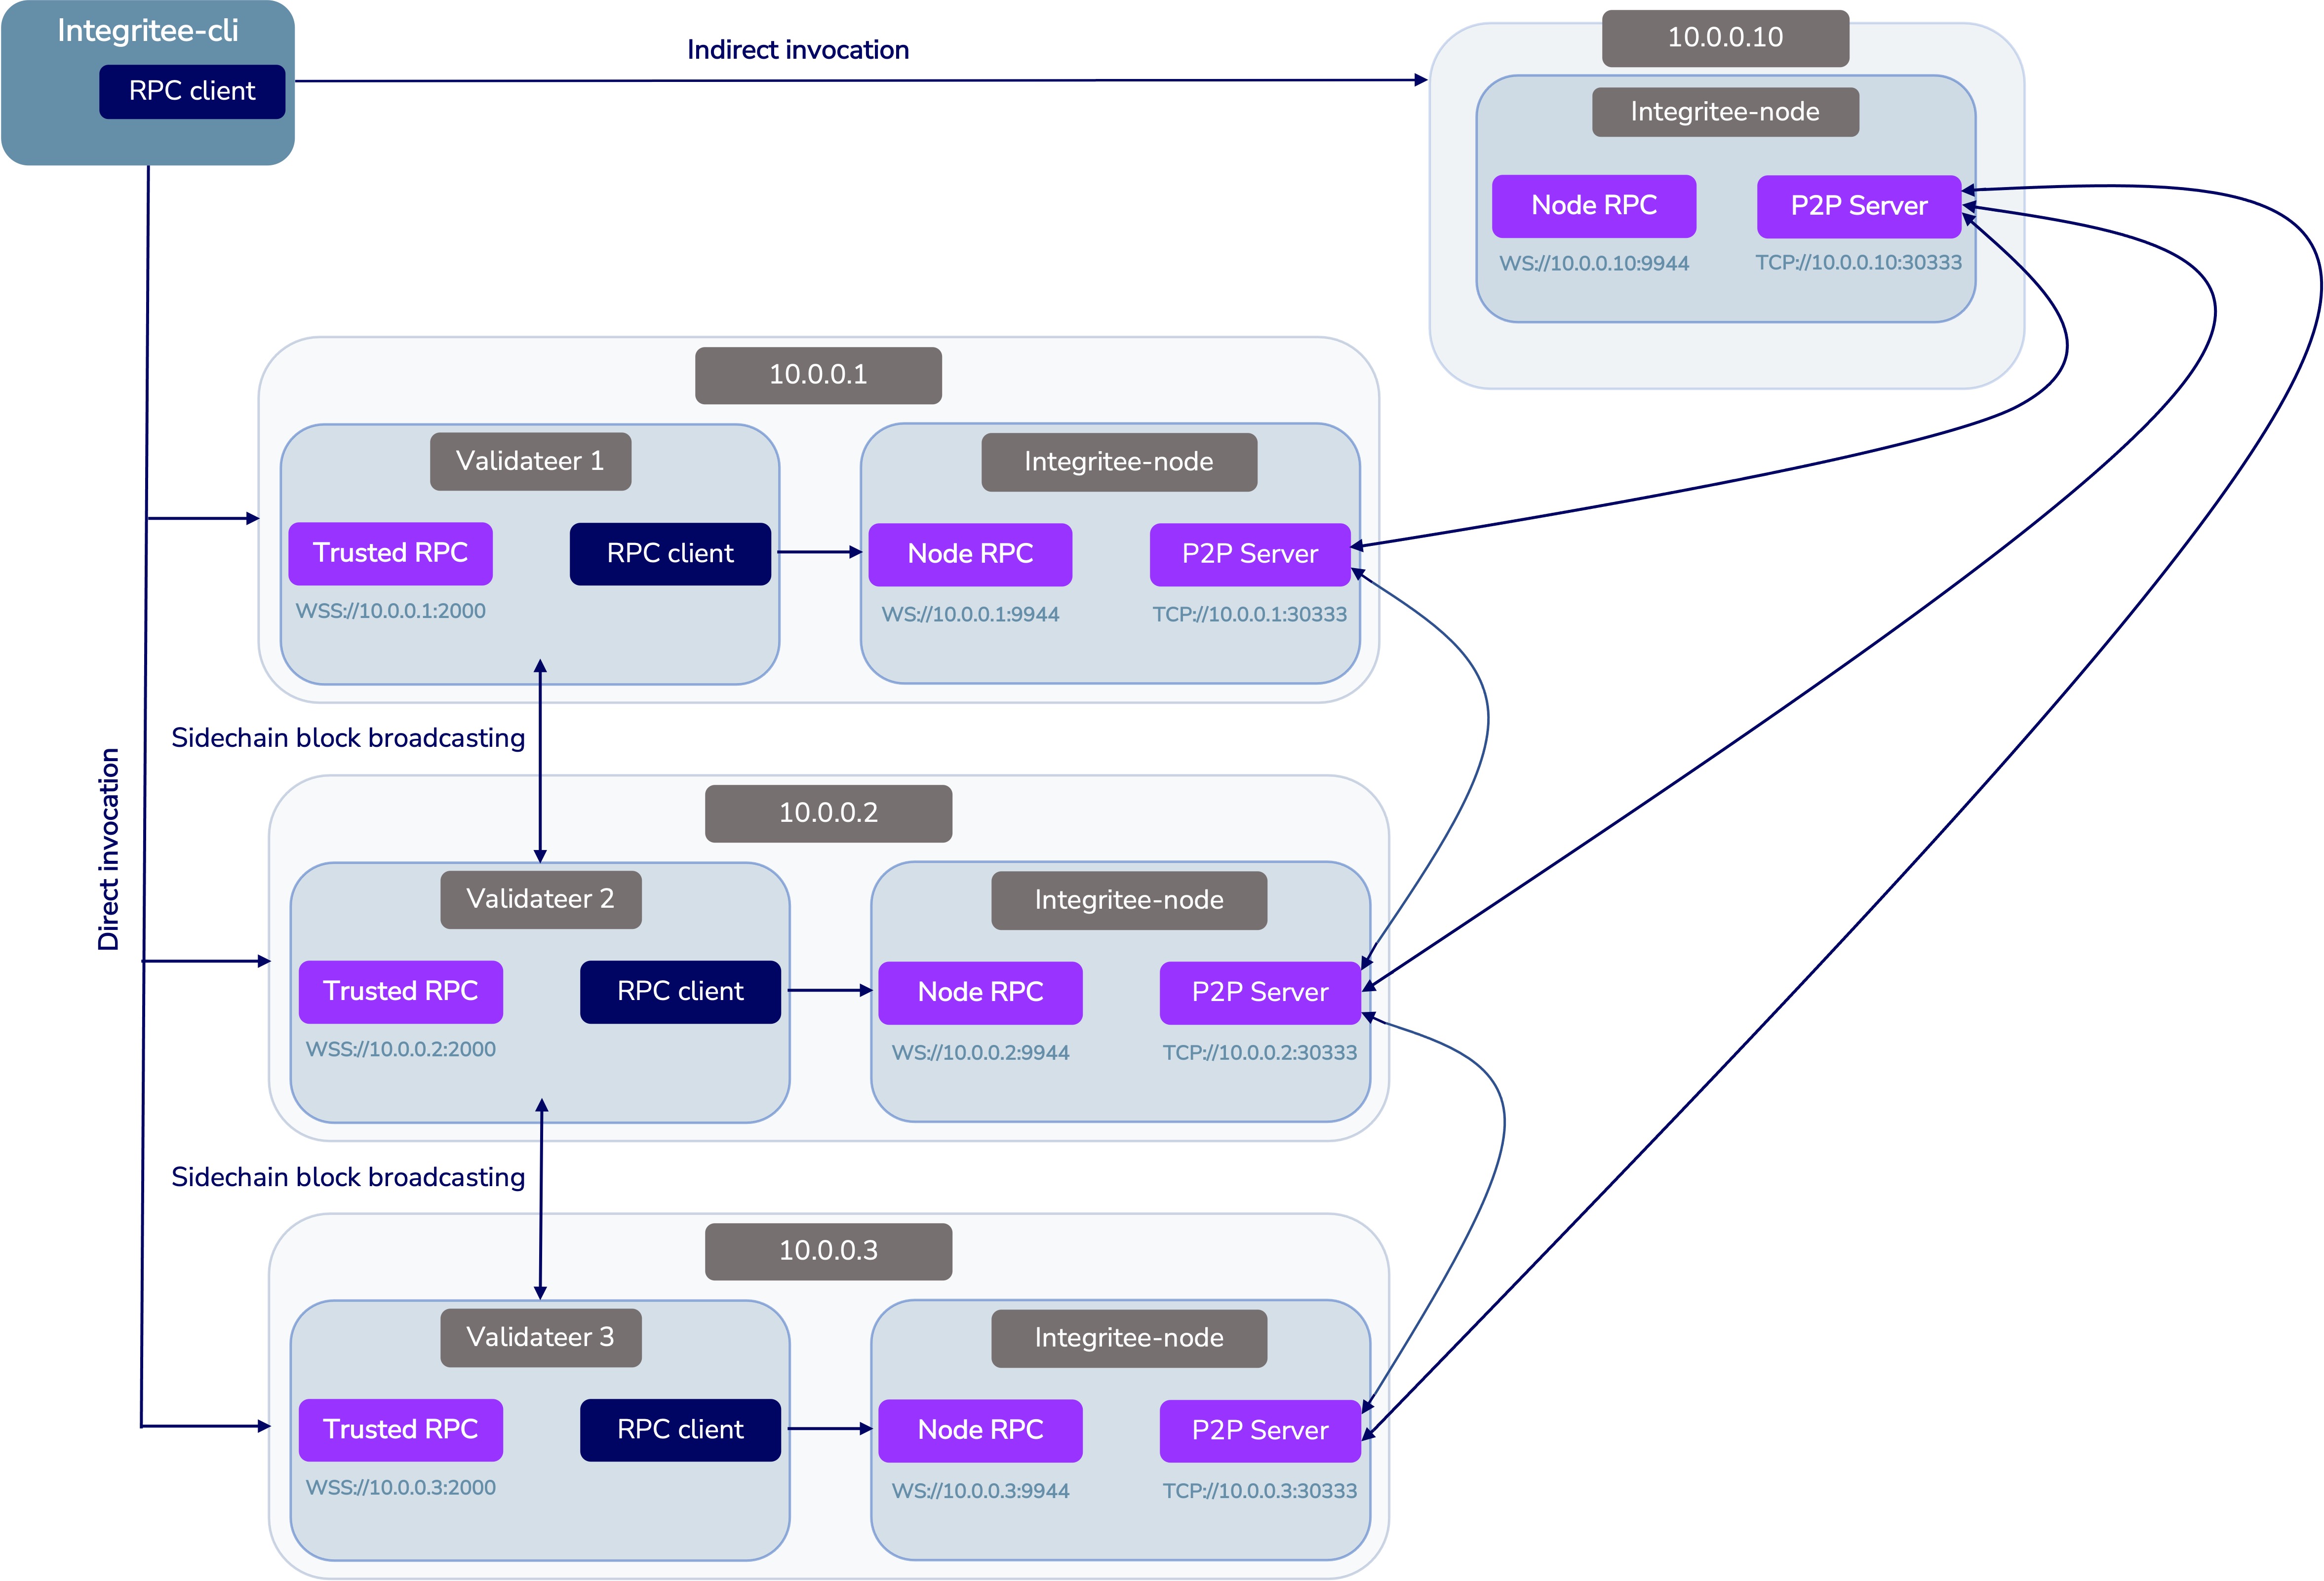 Integritee-cli
RPC client
Indirect invocation
10.0.0.10
Integritee-node
Node RPC
P2P Server
WS://10.0.0.10:9944
TCP://10.0.0.10:30333
10.0.0.1
Validateer 1
Integritee-node
Trusted RPC
RPC client
Node RPC
P2P Server
WSS://10.0.0.1:2000
WS://10.0.0.1:9944
TCP://10.0.0.1:30333
Sidechain block broadcasting
Direct invocation
10.0.0.2
Validateer 2
Integritee-node
Trusted RPC
RPC client
Node RPC
P2P Server
WSS://10.0.0.2:2000
WS://10.0.0.2:9944
TCP://10.0.0.2:30333
Sidechain block broadcasting
10.0.0.3
Validateer 3
Integritee-node
Trusted RPC
RPC client
Node RPC
P2P Server
WSS://10.0.0.3:2000
WS://10.0.0.3:9944
TCP://10.0.0.3:30333